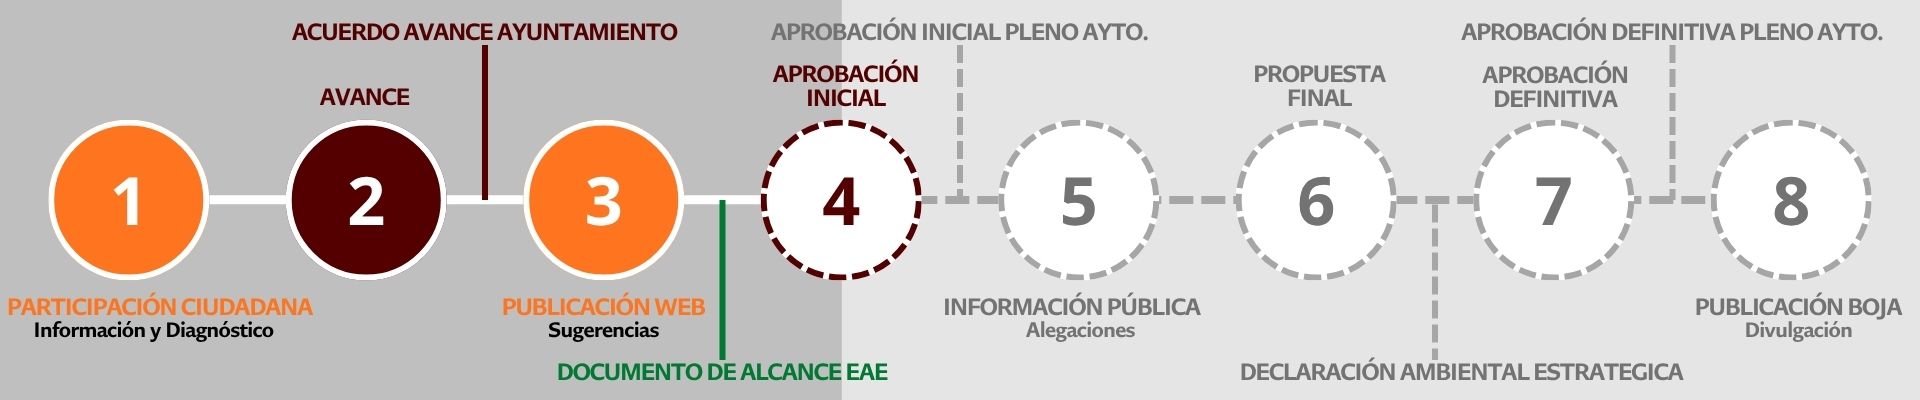 ACUERDO AVANCE AYUNTAMIENTO
APROBACIÓN INICIAL PLENO AYTO.
APROBACIÓN DEFINITIVA PLENO AYTO.
AVANCE
APROBACIÓN
INICIAL
PROPUESTA
FINAL
APROBACIÓN
DEFINITIVA
1
2
3
4
5
6
7
8
PARTICIPACIÓN CIUDADANA
Información y Diagnóstico
PUBLICACIÓN WEB
Sugerencias
INFORMACIÓN PÚBLICA
Alegaciones
PUBLICACIÓN BOJA
Divulgación
DOCUMENTO DE ALCANCE EAE
DECLARACIÓN AMBIENTAL ESTRATEGICA